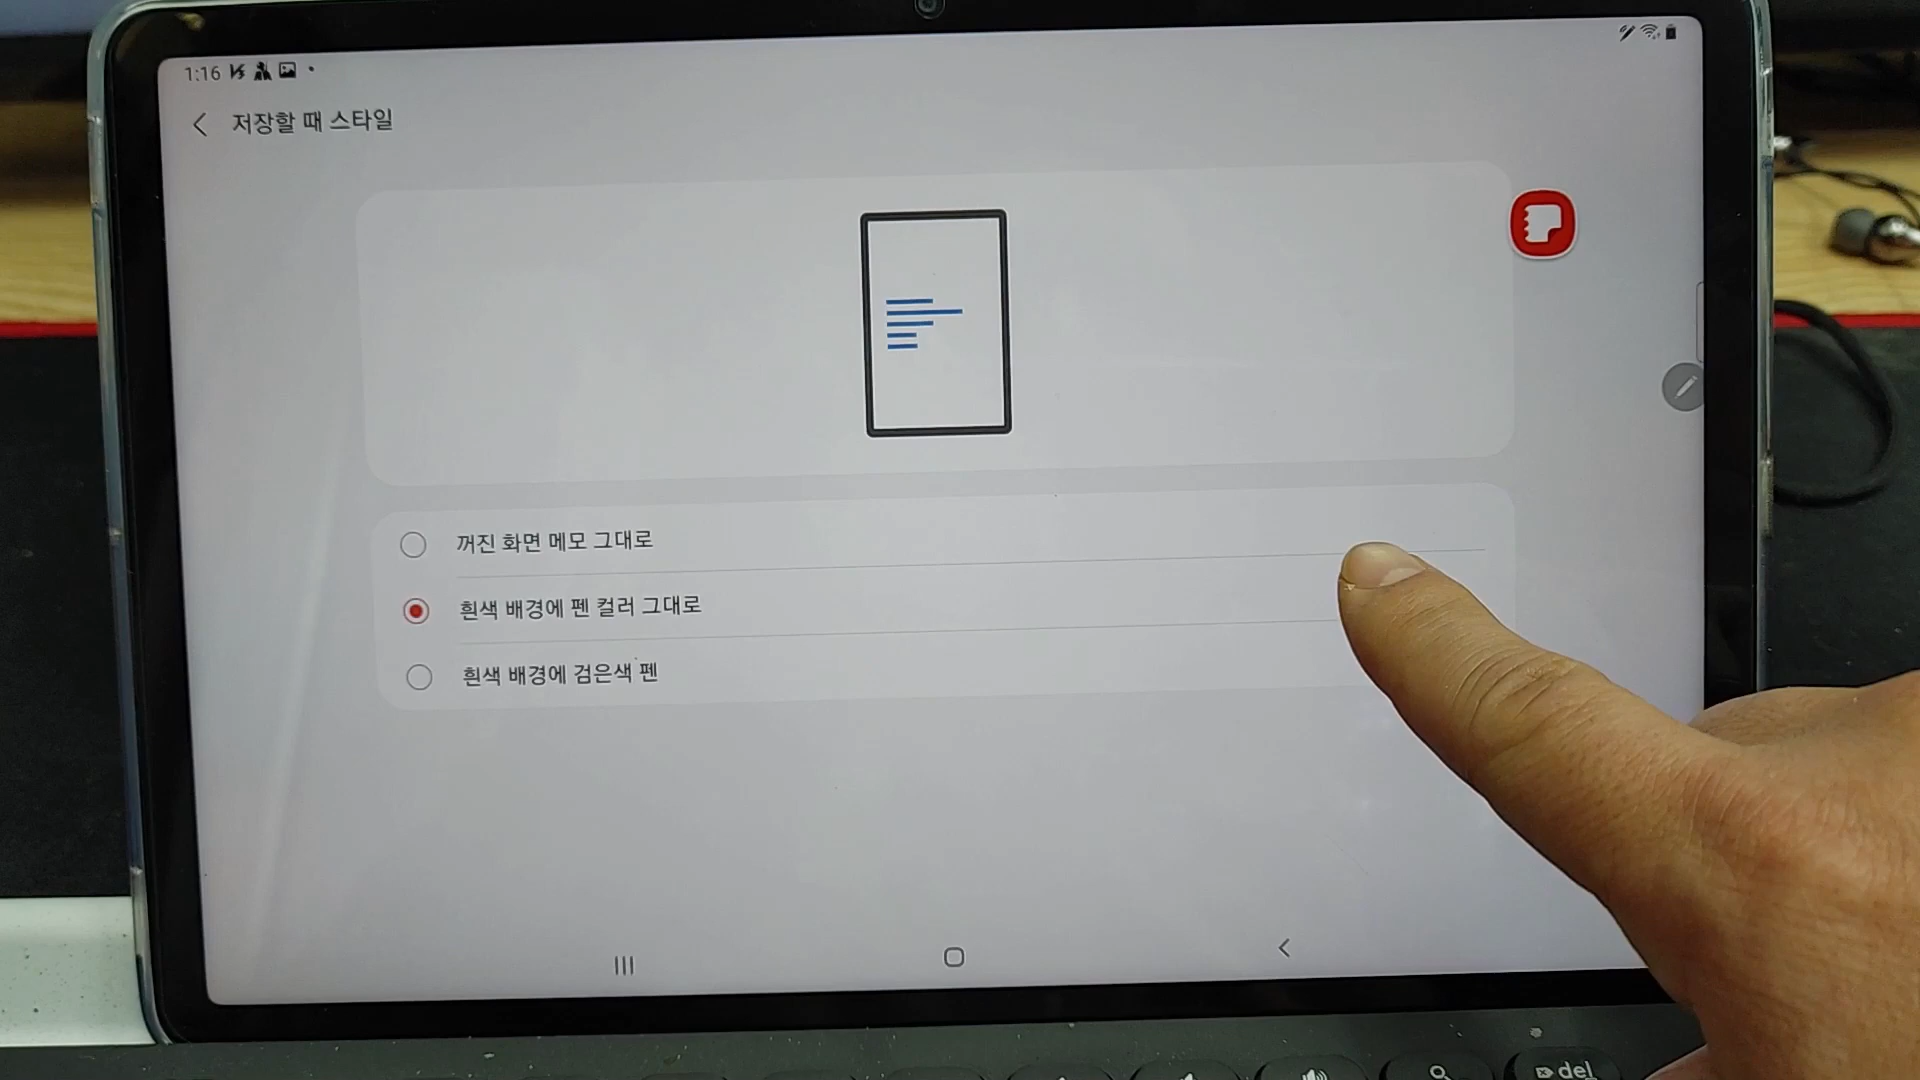 1:16
저장할 때 스타일
꺼진 화면 메모 그대로
흰색 배경에 펜 컬러 그대로
흰색 배경에 검은색 펜
del